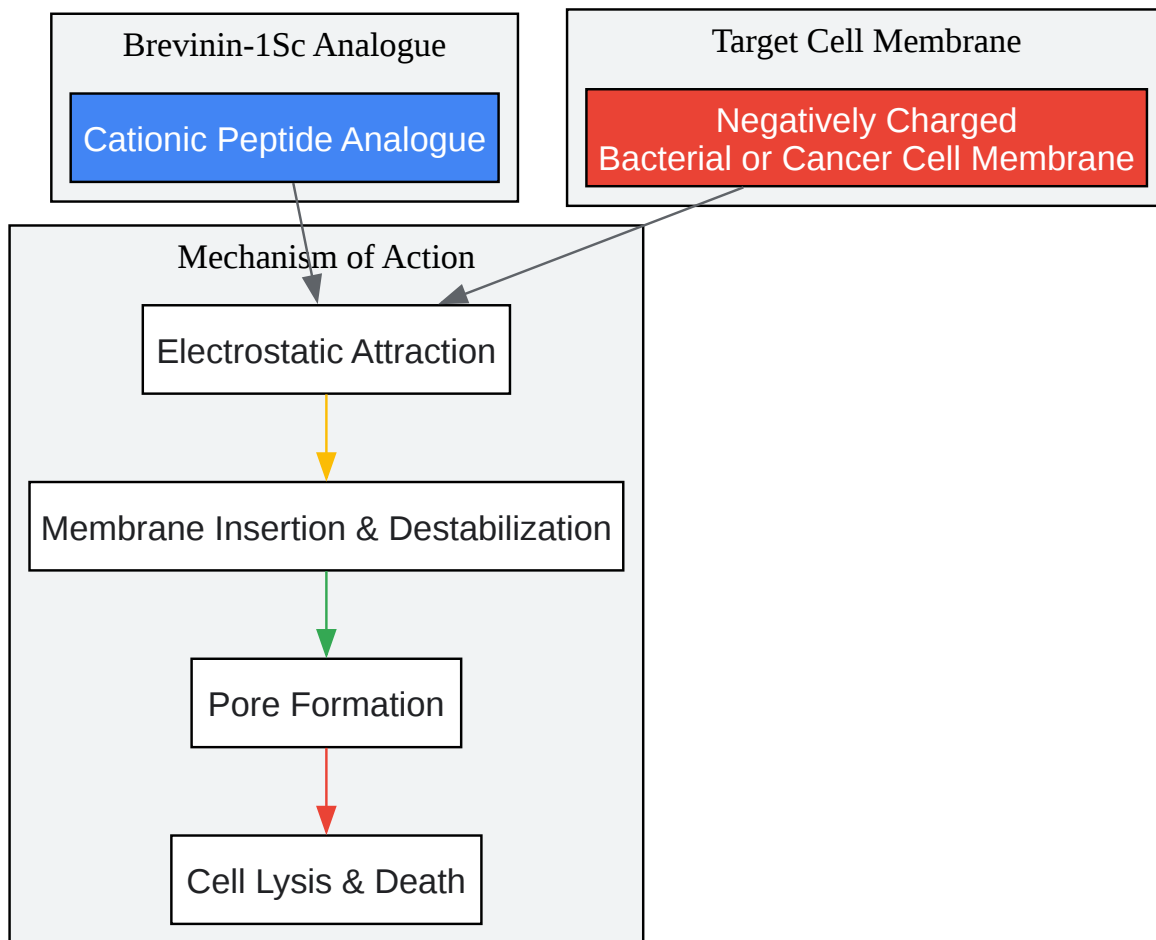 Brevinin-1Sc Analogue
Cationic Peptide Analogue
Target Cell Membrane
Negatively Charged
Bacterial or Cancer Cell Membrane
Mechanism of Action
Electrostatic Attraction
Membrane Insertion & Destabilization
Pore Formation
Cell Lysis & Death